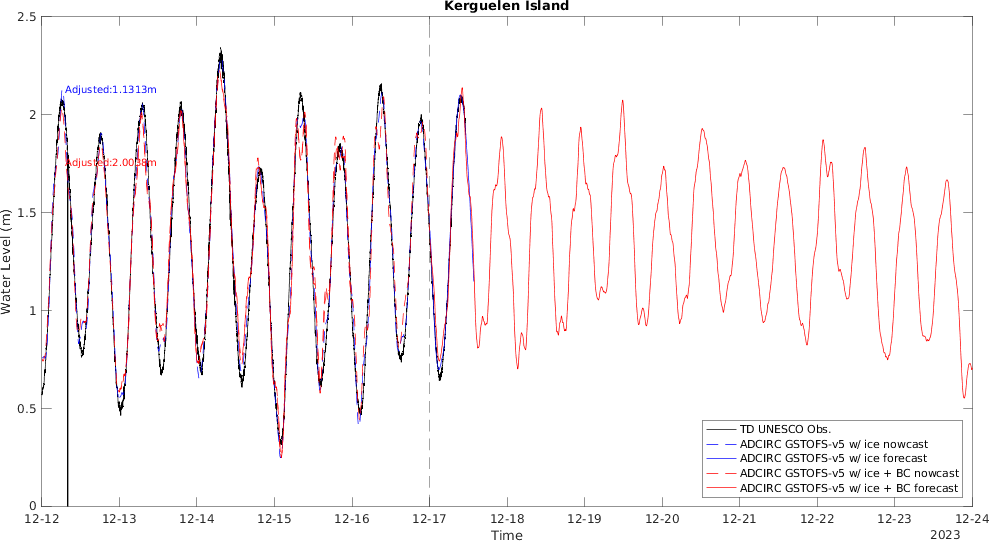 Kerguelen Island
2.5
2
1.5
1
0.5
0
Water Level (m)
Adjusted:1.1313m
Adjusted:2.0038m
TD UNESCO Obs.
ADCIRC GSTOFS-v5 w/ ice nowcast
ADCIRC GSTOFS-v5 w/ ice forecast
ADCIRC GSTOFS-v5 w/ ice + BC nowcast
ADCIRC GSTOFS-v5 w/ ice + BC forecast
12-12 12-13 12-14 12-15 12-16 12-17 12-18 12-19 12-20 12-21 12-22 12-23 12-24
Time
2023